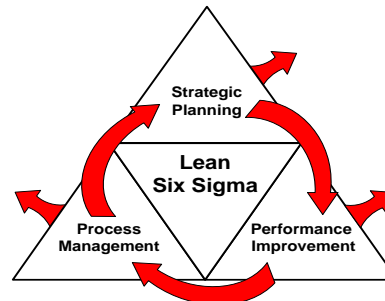 Strategic
Planning
Lean
Six Sigma
Process
Management
Performance
Improvement